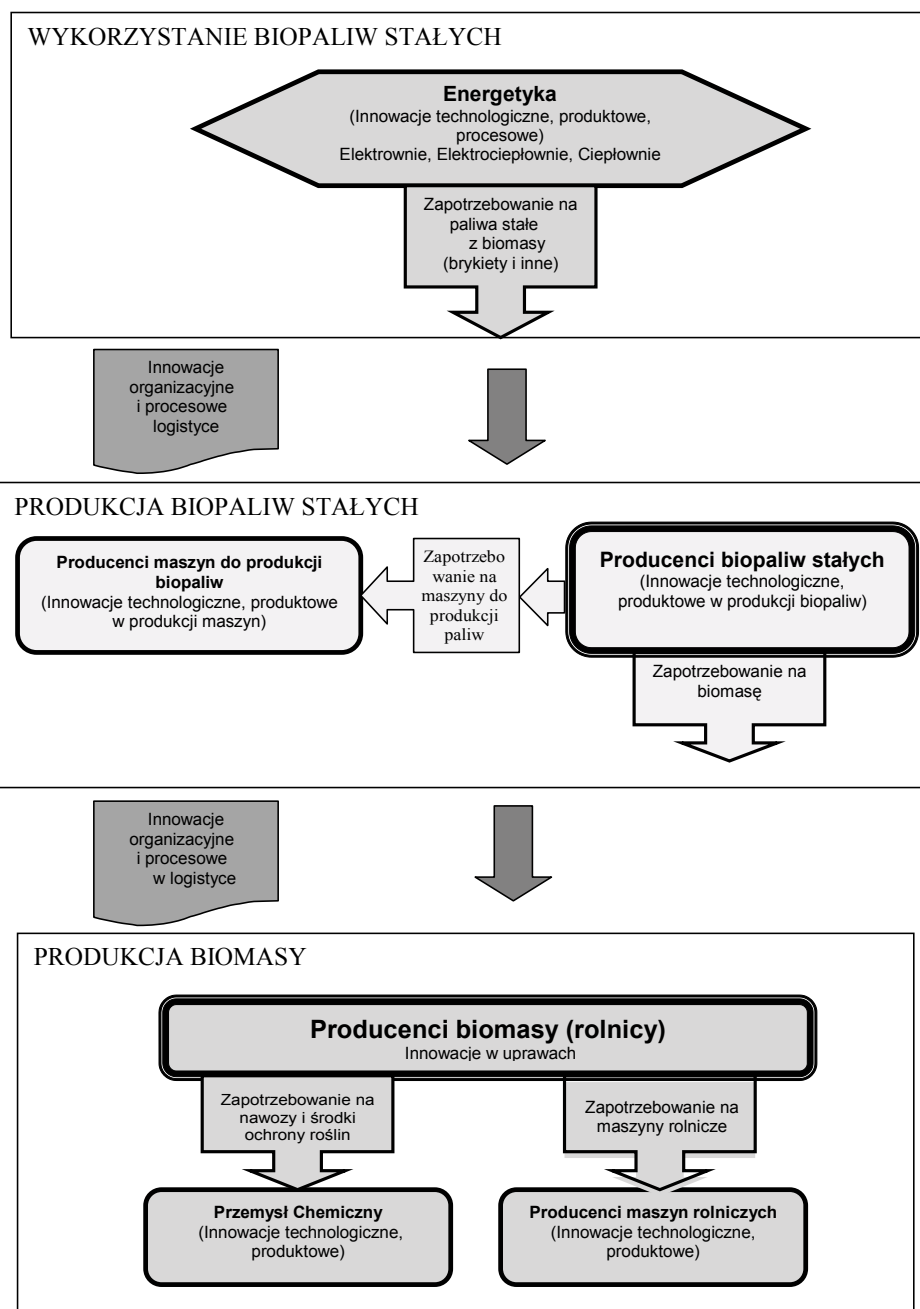 WYKORZYSTANIE BIOPALIW STAŁYCH
Energetyka
(Innowacje technologiczne, produktowe,
procesowe)
Elektrownie, Elektrociepłownie, Ciepłownie
Zapotrzebowanie na
paliwa stałe
z biomasy
(brykiety i inne)
Innowacje
organizacyjne
i procesowe
logistyce
PRODUKCJA BIOPALIW STAŁYCH
Producenci maszyn do produkcji
biopaliw
(Innowacje technologiczne, produktowe
w produkcji maszyn)
Zapotrzebo
wanie na
maszyny do
produkcji
paliw
Producenci biopaliw stałych
(Innowacje technologiczne,
produktowe w produkcji biopaliw)
Zapotrzebowanie na
biomasę
Innowacje
organizacyjne
i procesowe
w logistyce
PRODUKCJA BIOMASY
Producenci biomasy (rolnicy)
Innowacje w uprawach
Zapotrzebowanie na
nawozy i środki
ochrony roślin
Zapotrzebowanie na
maszyny rolnicze
Przemysł Chemiczny
(Innowacje technologiczne,
produktowe)
Producenci maszyn rolniczych
(Innowacje technologiczne,
produktowe)